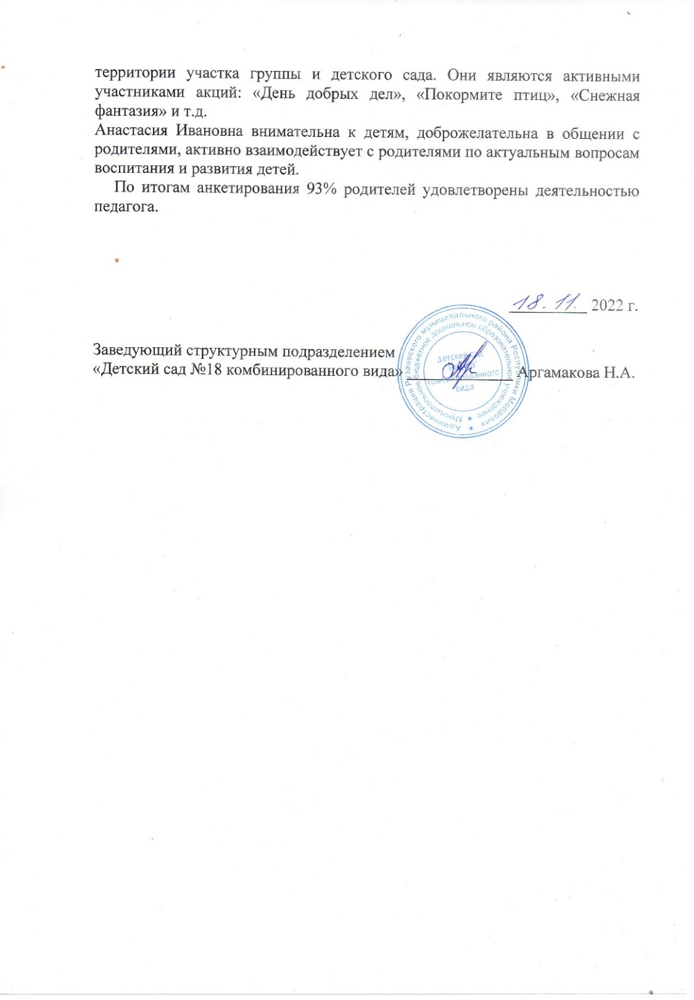 территории участка группы и детского сада. Они являются активными
участниками акций: «День добрых дел», «Покормите птиц», «Снежная
фантазия» и т.д.
Анастасия Ивановна внимательна к детям, доброжелательна в общении с
родителями, активно взаимодействует с родителями по актуальным вопросам
воспитания и развития детей.
По итогам анкетирования 93% родителей удовлетворены деятельностью
педагога.
18.11. 2022 г.
Заведующий структурным подразделением
«Детский сад №18 комбинированного вида» Аргамакова Н.А.
Администрация Рузаевского муниципального района Республики Мордовия
Муниципальное бюджетное дошкольное образовательное учреждение
детский сад
комбинированного
вида